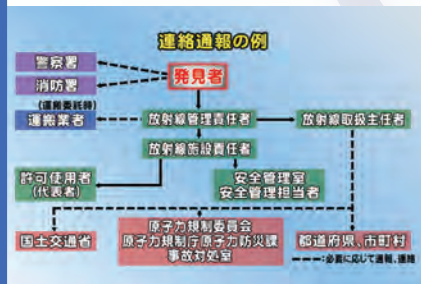 連絡通報の例
警察署
消防署
発見者
(運搬委託時)
運搬業者
放射線管理責任者
放射線取扱主任者
放射線施設責任者
許可使用者
(代表者)
安全管理室
安全管理担当者
国土交通省
原子力規制委員会
原子力規制庁原子力防災課
事故対処室
都道府県、市町村
:必要に応じて通報、連絡